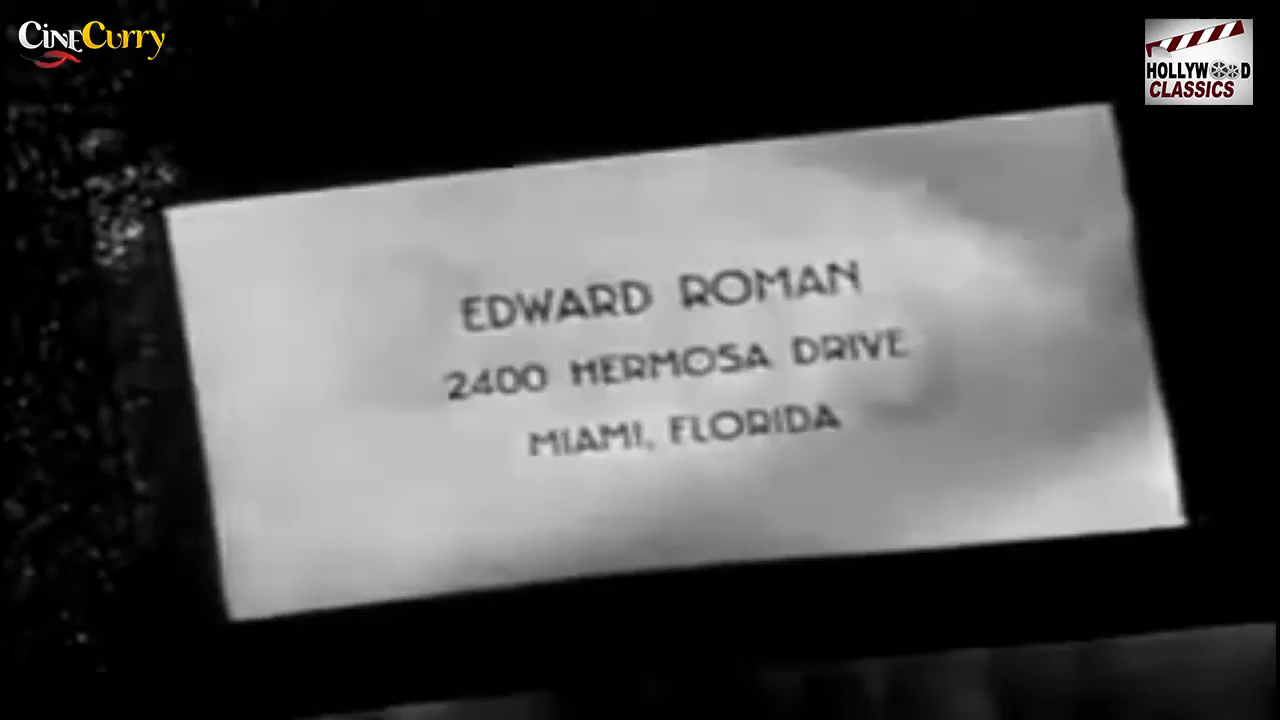 CINECURRY
HOLLYWOOD
CLASSICS
EDWARD ROMAN
2400 HERMOSA DRIVE
MIAMI, FLORIDA